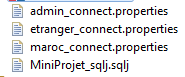 admin_connect.properties
etranger_connect.properties
maroc_connect.properties
MiniProjet_sqlj.sqlj